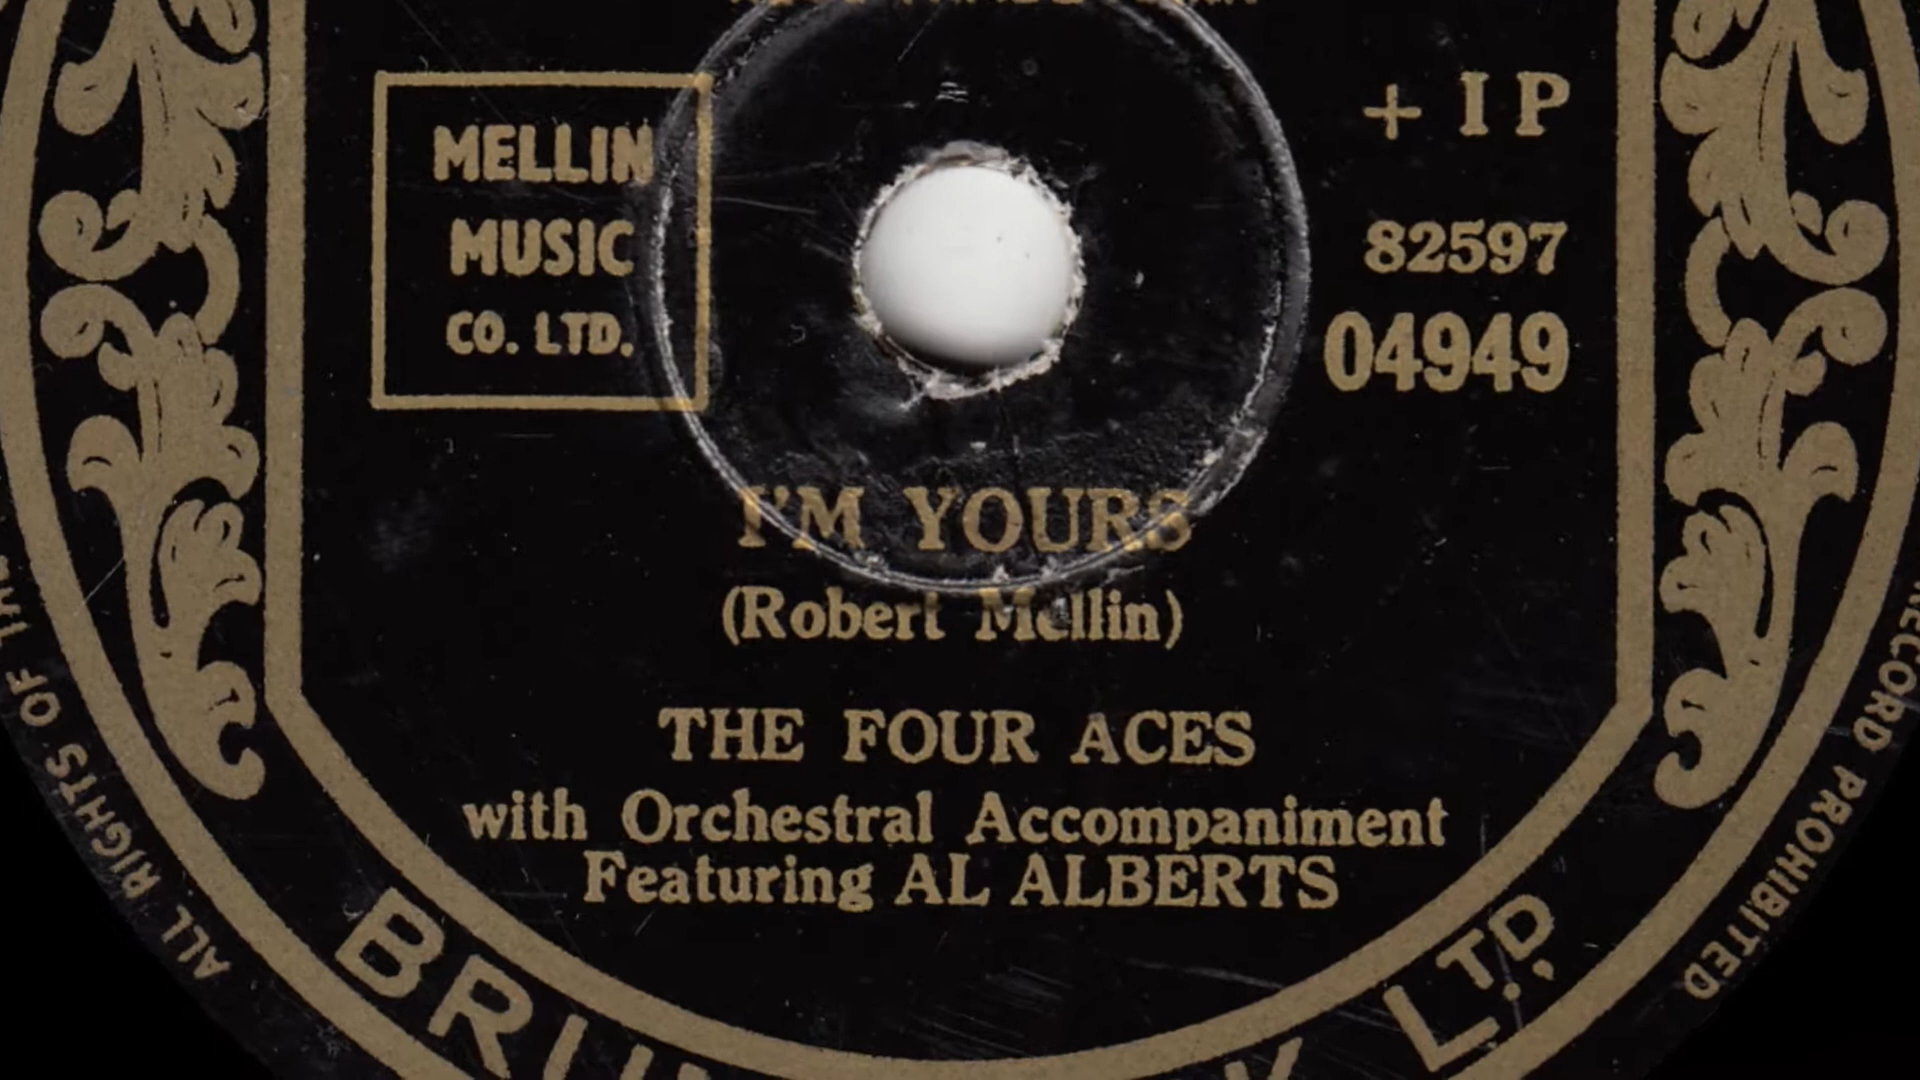 MELLIN
MUSIC
CO. LTD.
+ IP
82597
04949
I'M YOURS
(Robert Mellin)
THE FOUR ACES
with Orchestral Accompaniment
Featuring AL ALBERTS
LTD.
ALL RIGHTS OF
RECORD PROHIBITED